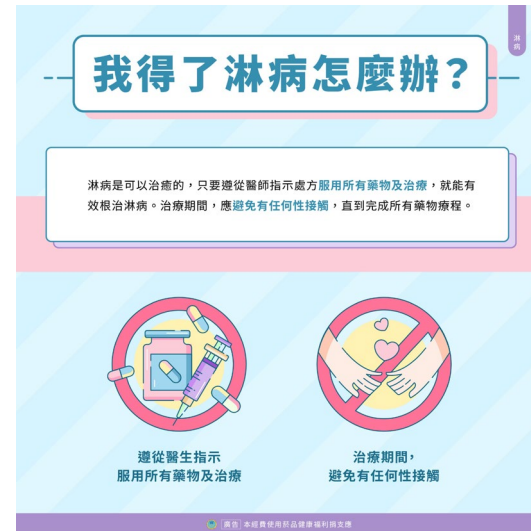 淋病
我得了淋病怎麼辦?
淋病是可以治癒的,只要遵從醫師指示處方服用所有藥物及治療,就能有
效根治淋病。治療期間,應避免有任何性接觸,直到完成所有藥物療程。
遵從醫生指示
服用所有藥物及治療
治療期間,
避免有任何性接觸
[廣告] 本經費使用菸品健康福利捐支應